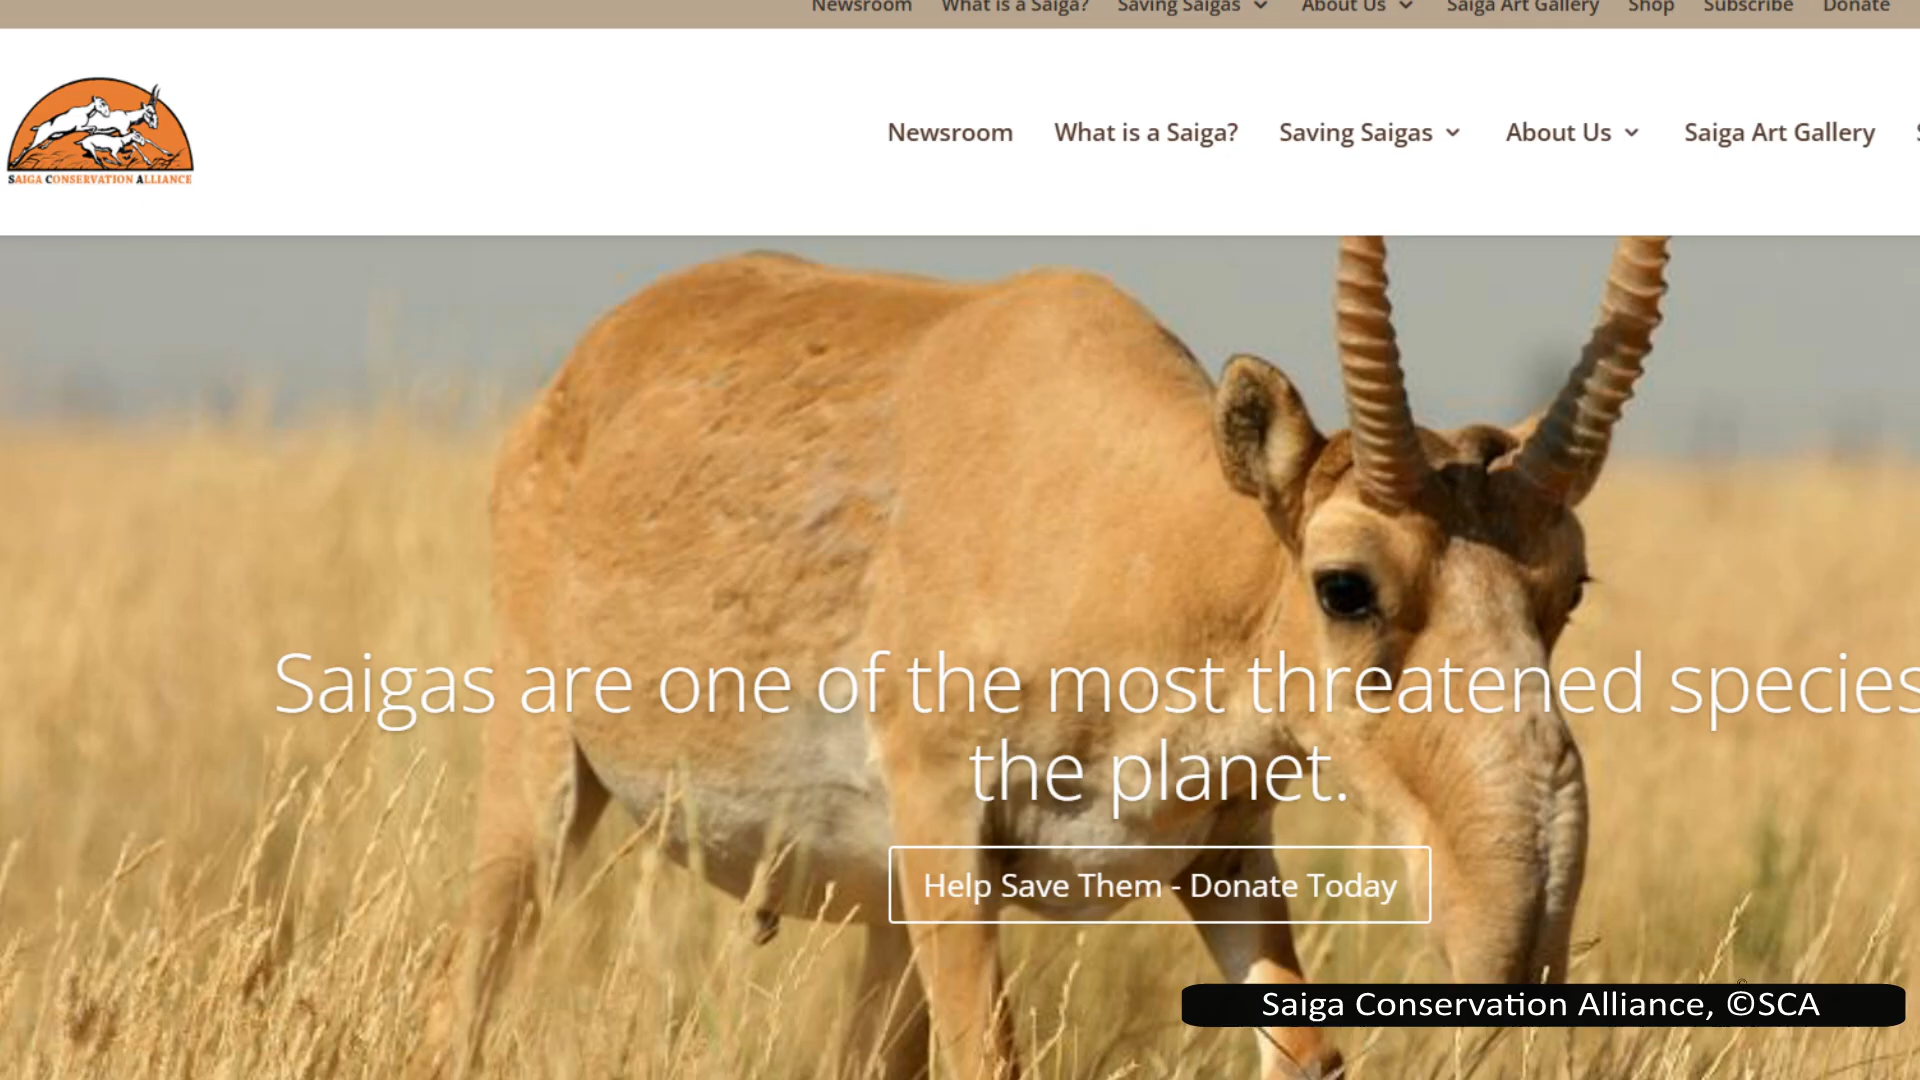 Newsroom What is a Saiga? Saving Saigas About Us Saiga Art Gallery Shop Subscribe Donate
SAIGA CONSERVATION ALLIANCE
Newsroom What is a Saiga? Saving Saigas About Us Saiga Art Gallery
Saigas are one of the most threatened species
the planet.
Help Save Them - Donate Today
Saiga Conservation Alliance, ©SCA